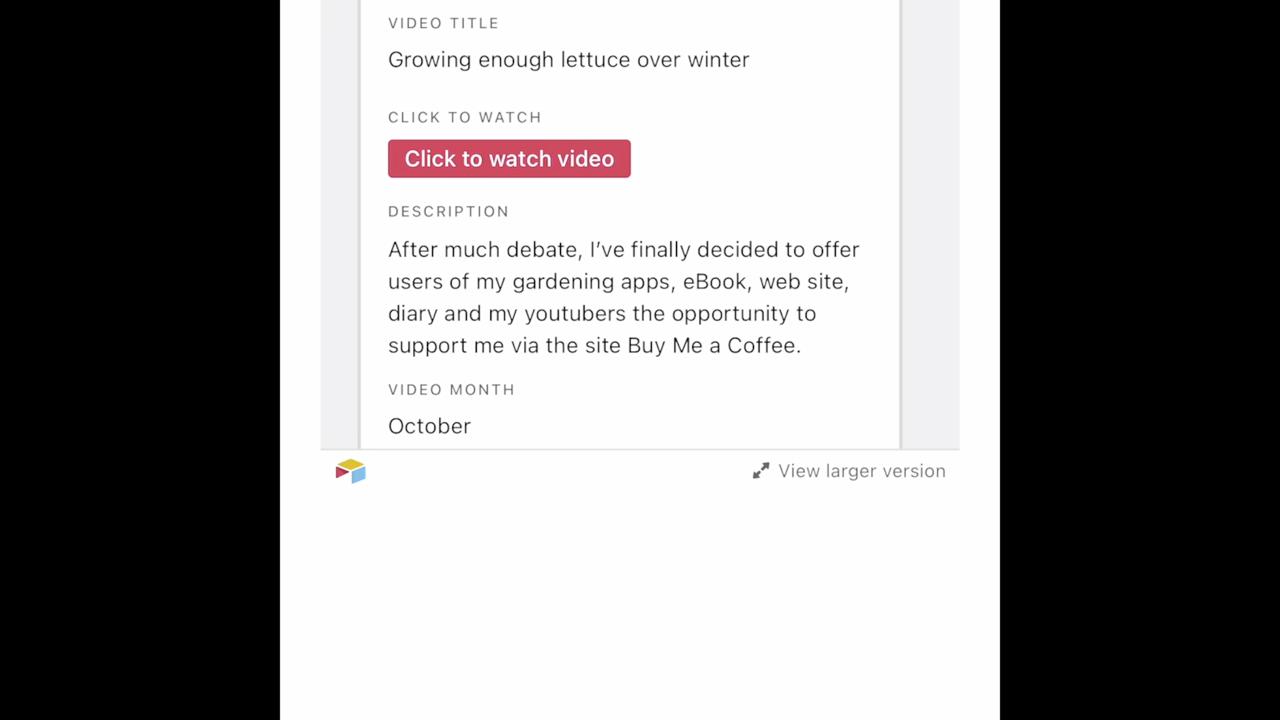 VIDEO TITLE
Growing enough lettuce over winter
CLICK TO WATCH
Click to watch video
DESCRIPTION
After much debate, I’ve finally decided to offer
users of my gardening apps, eBook, web site,
diary and my youtubers the opportunity to
support me via the site Buy Me a Coffee.
VIDEO MONTH
October
View larger version